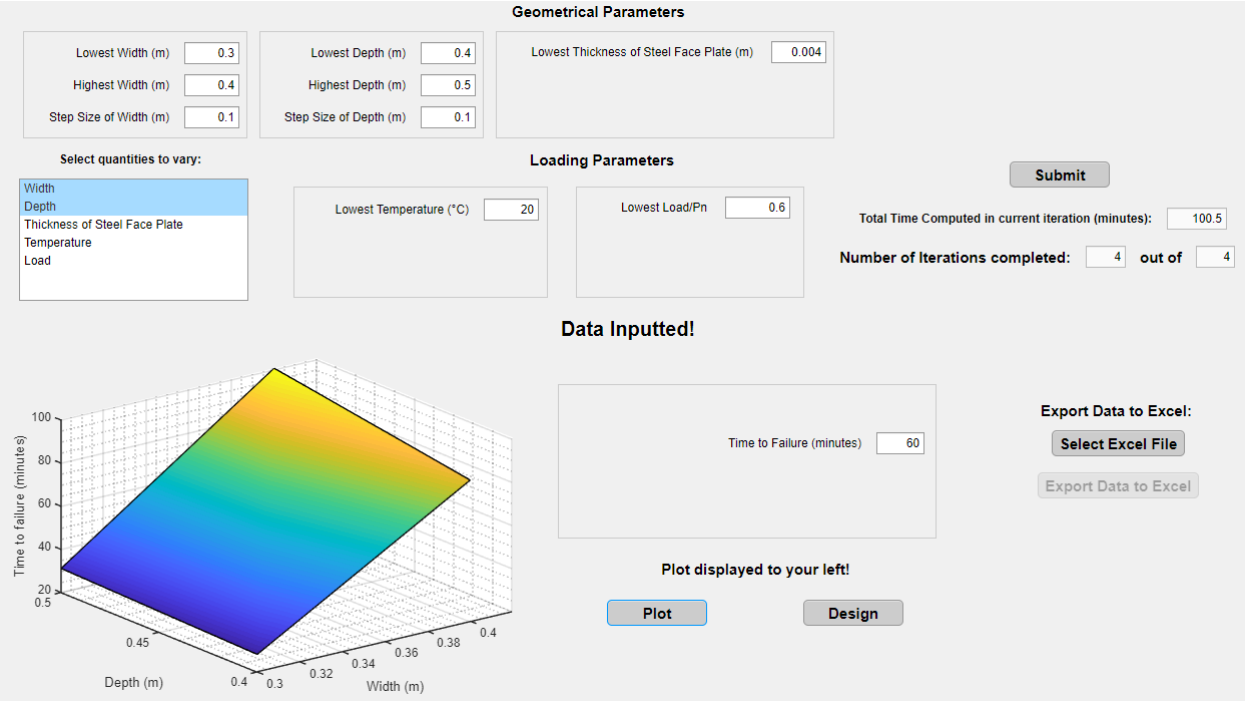 Geometrical Parameters
Lowest Width (m) 0.3
Highest Width (m) 0.4
Step Size of Width (m) 0.1
Lowest Depth (m) 0.4
Highest Depth (m) 0.5
Step Size of Depth (m) 0.1
Lowest Thickness of Steel Face Plate (m) 0.004
Select quantities to vary:
Width
Depth
Thickness of Steel Face Plate
Temperature
Load
Loading Parameters
Lowest Temperature (°C) 20
Lowest Load/Pn 0.6
Submit
Total Time Computed in current iteration (minutes): 100.5
Number of Iterations completed: 4 out of 4
Data Inputted!
Time to failure (minutes)
100
80
60
40
20
0.5
0.45
0.4
Depth (m)
0.3
0.32
0.34
0.36
0.38
0.4
Width (m)
Time to Failure (minutes) 60
Plot displayed to your left!
Plot
Design
Export Data to Excel:
Select Excel File
Export Data to Excel